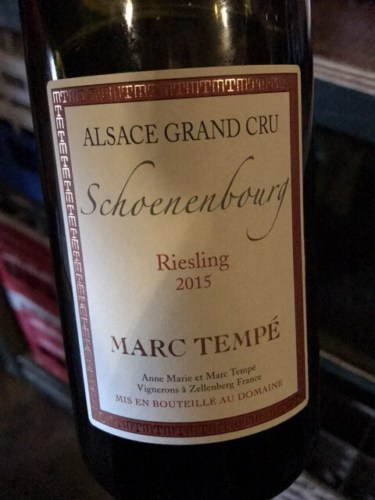 ALSACE GRAND CRU
Schoenenbourg
Riesling
2015
MARC TEMPÉ
Anne Marie et Marc Tempé
Vignerons à Zellenberg France
MIS EN BOUTEILLE AU DOMAINE